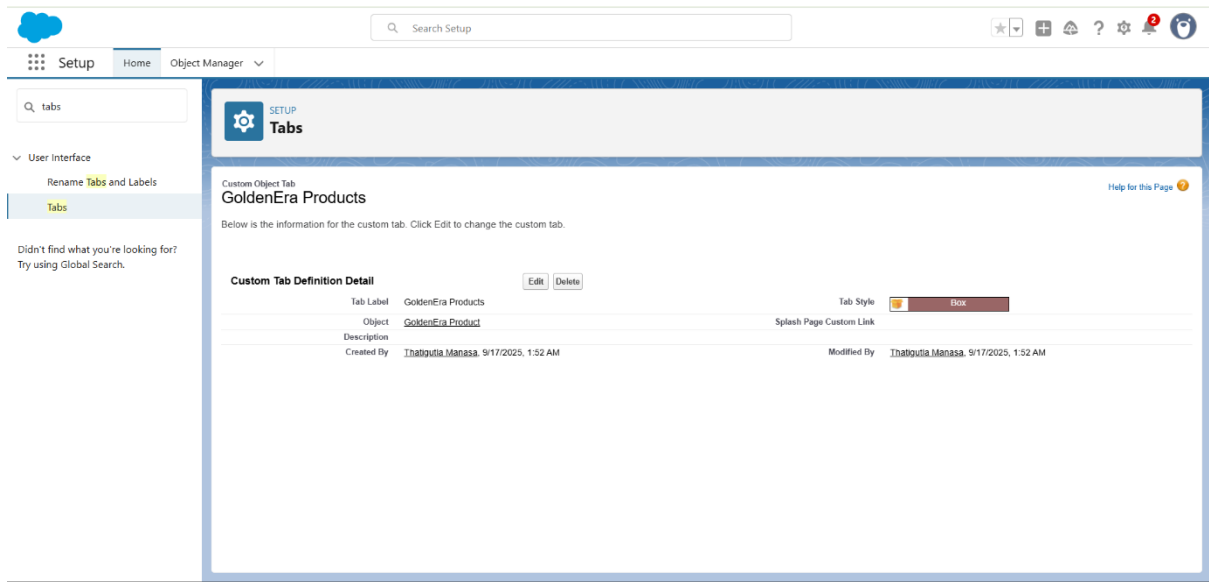 Search Setup
2
Setup Home Object Manager
tabs
User Interface
Rename Tabs and Labels
Tabs
Didn't find what you're looking for?
Try using Global Search.
SETUP
Tabs
Custom Object Tab
GoldenEra Products
Help for this Page ?
Below is the information for the custom tab. Click Edit to change the custom tab.
Custom Tab Definition Detail Edit Delete
Tab Label GoldenEra Products Tab Style Box
Object GoldenEra Product Splash Page Custom Link
Description
Created By Thatigutla Manasa, 9/17/2025, 1:52 AM Modified By Thatigutla Manasa, 9/17/2025, 1:52 AM